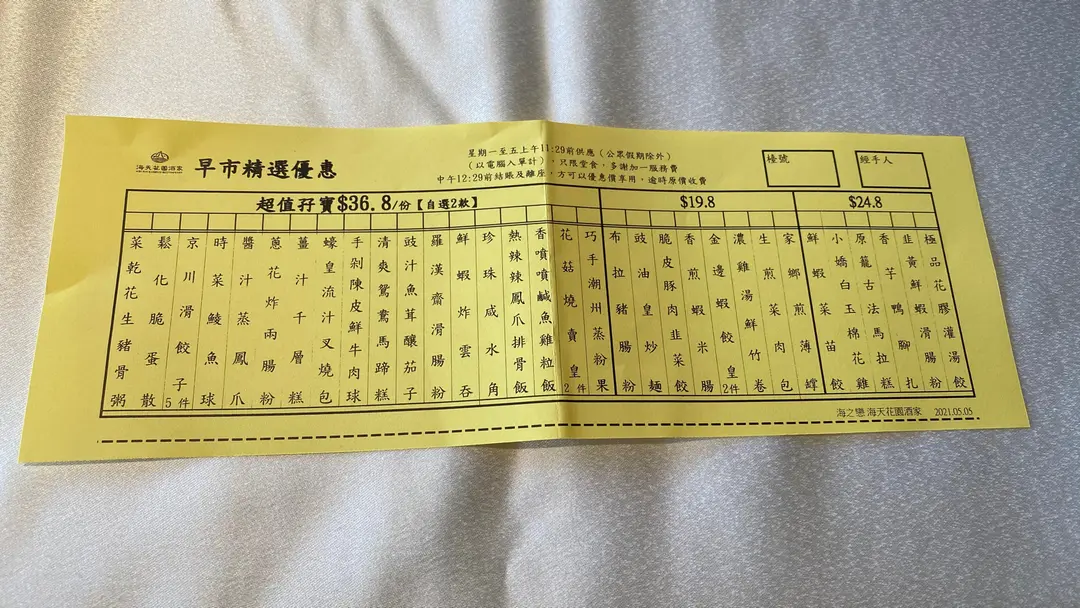 海天花園酒家
早市精選優惠
星期一至五上午11:29前供應（公眾假期除外）
（以電腦入單計），只限堂食，多謝加一服務費
中午12:29前結賬及離座，方可以優惠價享用，逾時原價收費
檯號
經手人
超值孖寶$36.8/份【自選2款】
$19.8
$24.8
菜乾花生豬骨粥
鬆化脆蛋散
京川滑餃子5件
時菜鯪魚球
醬汁蒸鳳爪
蔥花炸兩腸粉
薑汁千層糕
蠔皇流汁叉燒包
手剁陳皮鮮牛肉球
清爽鴛鴦馬蹄糕
豉汁魚茸釀茄子
羅漢齋滑腸粉
鮮蝦炸雲吞
珍珠咸水角
熱辣辣鳳爪排骨飯
香噴噴鹹魚雞粒飯
花菇燒賣皇2件
巧手潮州蒸粉果
布拉豬腸粉
豉油皇炒麵
脆皮豚肉韭菜餃
香煎蝦米腸
金邊蝦餃皇2件
濃雞湯鮮竹卷
生煎菜肉包
家鄉煎薄罉
鮮蝦菜苗餃
小嬌白玉棉花雞
原籠古法馬拉糕
香芋鴨腳扎
韭黃鮮蝦滑腸粉
極品花膠灌湯餃
海之戀 海天花園酒家 2021.05.05